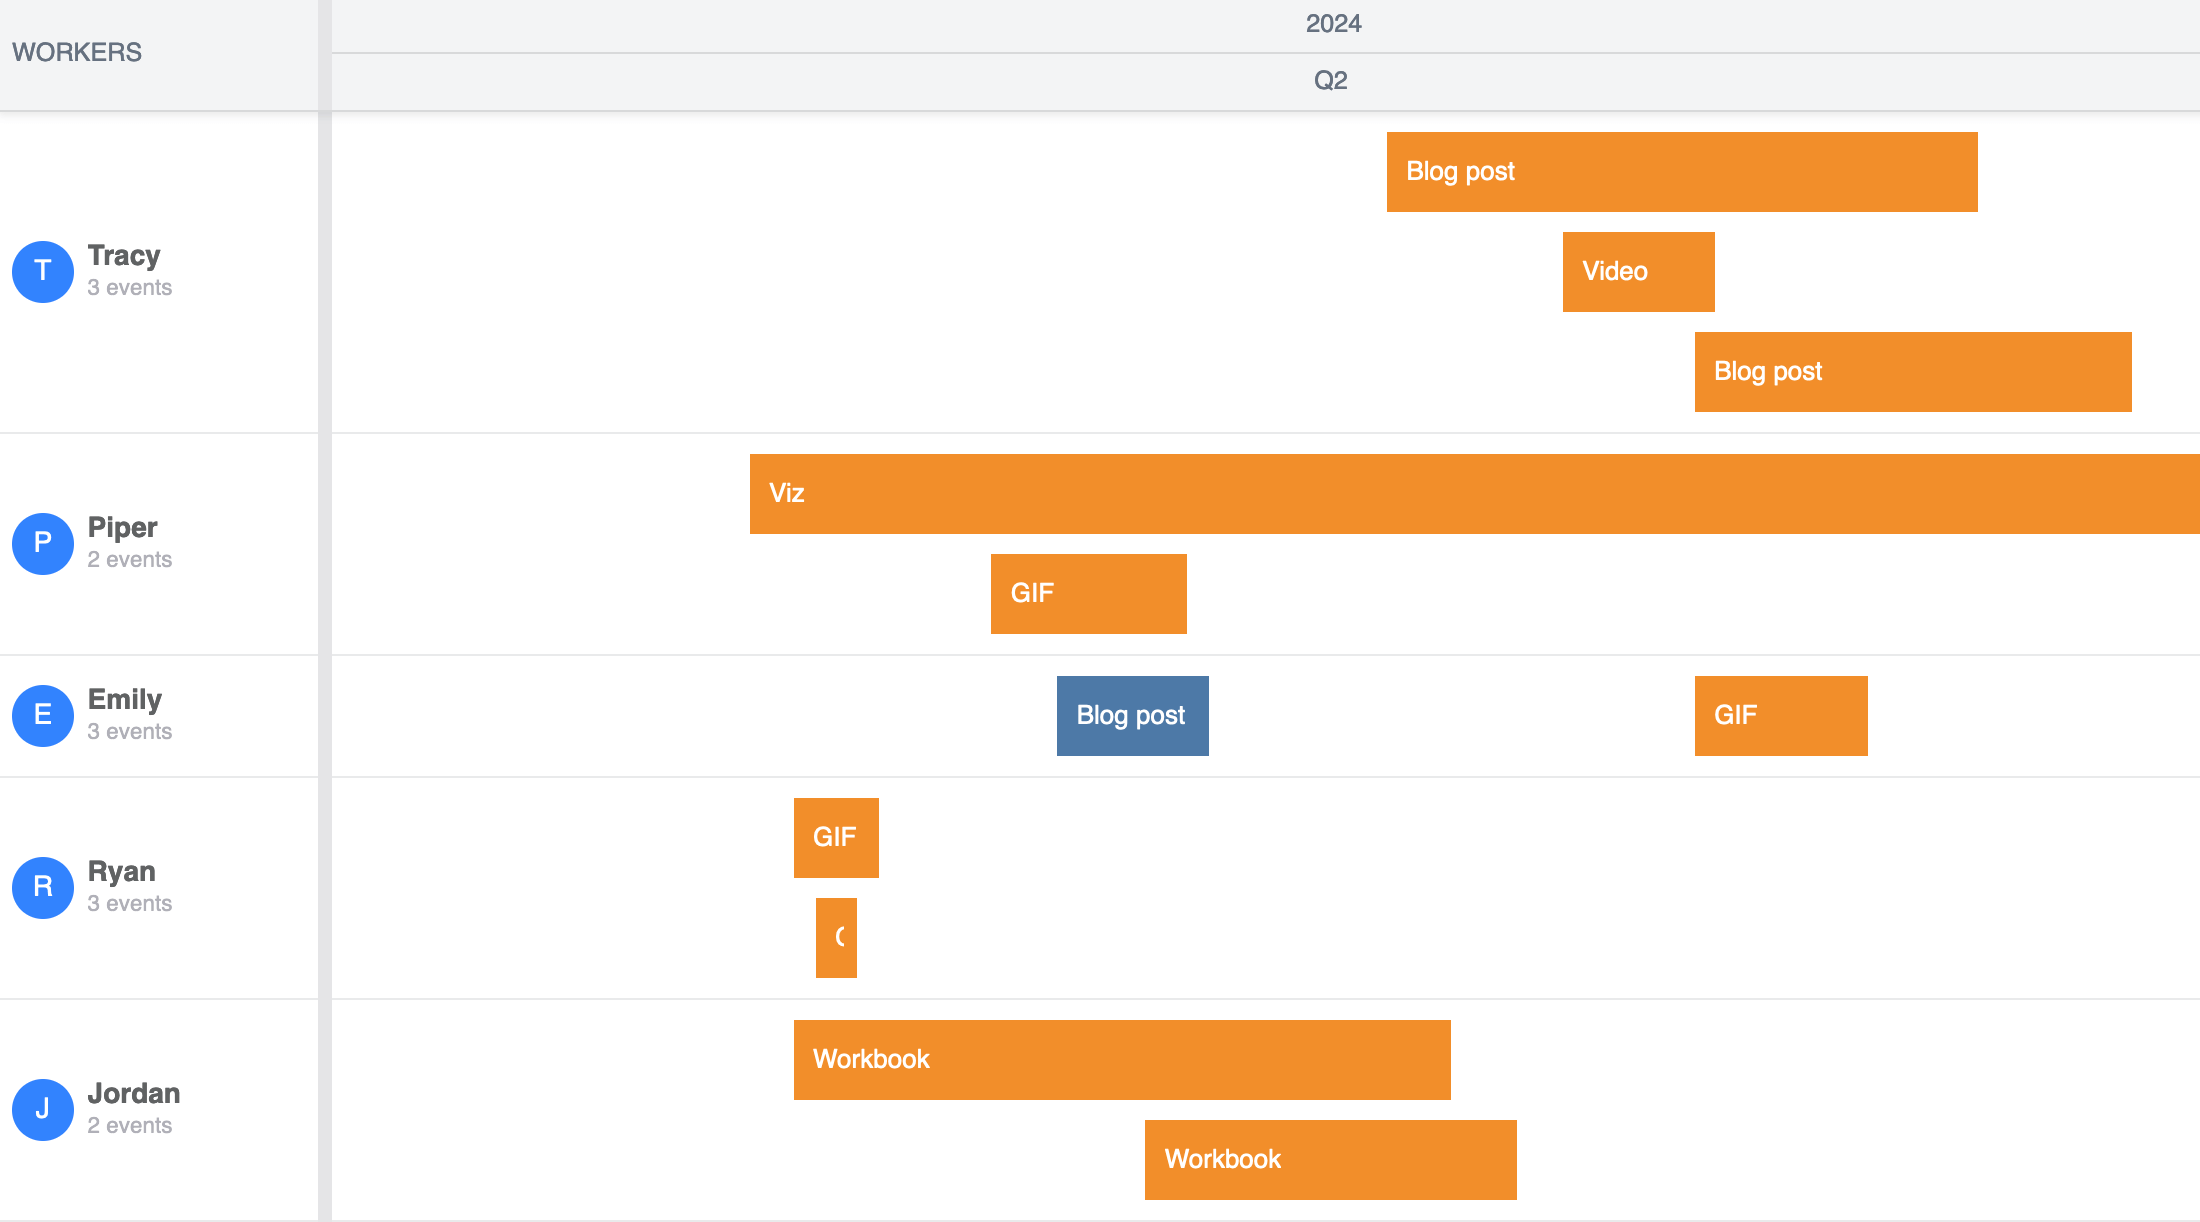 WORKERS
2024
Q2
T
Tracy
3 events
Blog post
Video
Blog post
P
Piper
2 events
Viz
GIF
E
Emily
3 events
Blog post
GIF
R
Ryan
3 events
GIF
J
Jordan
2 events
Workbook
Workbook